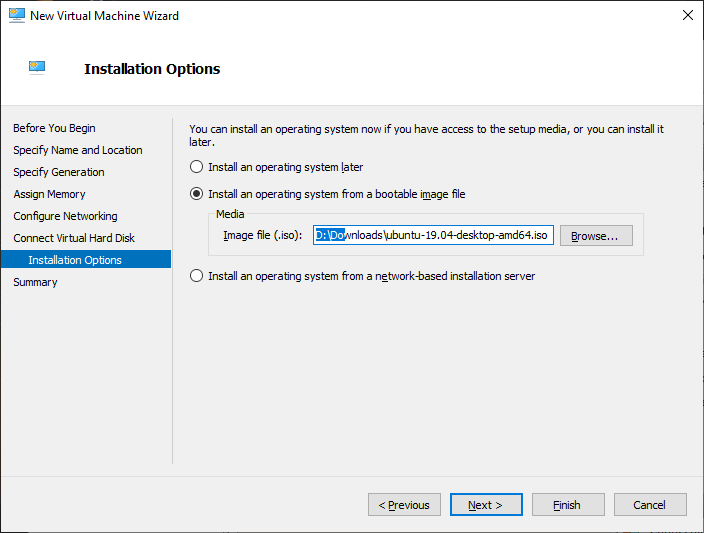 New Virtual Machine Wizard
Installation Options
Before You Begin
Specify Name and Location
Specify Generation
Assign Memory
Configure Networking
Connect Virtual Hard Disk
Installation Options
Summary
You can install an operating system now if you have access to the setup media, or you can install it
later.
Install an operating system later
Install an operating system from a bootable image file
Media
Image file (.iso):
D:\Downloads\ubuntu-19.04-desktop-amd64.iso
Browse...
Install an operating system from a network-based installation server
< Previous
Next >
Finish
Cancel